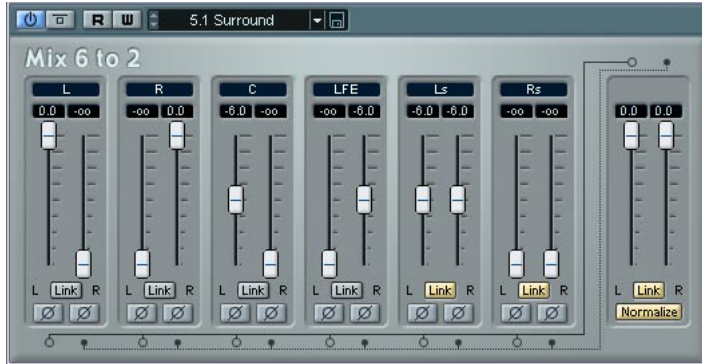 R W 5.1 Surround
Mix 6 to 2
L R C LFE Ls Rs
0.0 -oo -oo 0.0 -6.0 -oo -oo -6.0 -6.0 -6.0 -oo -oo 0.0 0.0
L Link R L Link R L Link R L Link R L Link R L Link R L Link R
Ø Ø Ø Ø Ø Ø Ø Ø Ø Ø Ø Ø Normalize